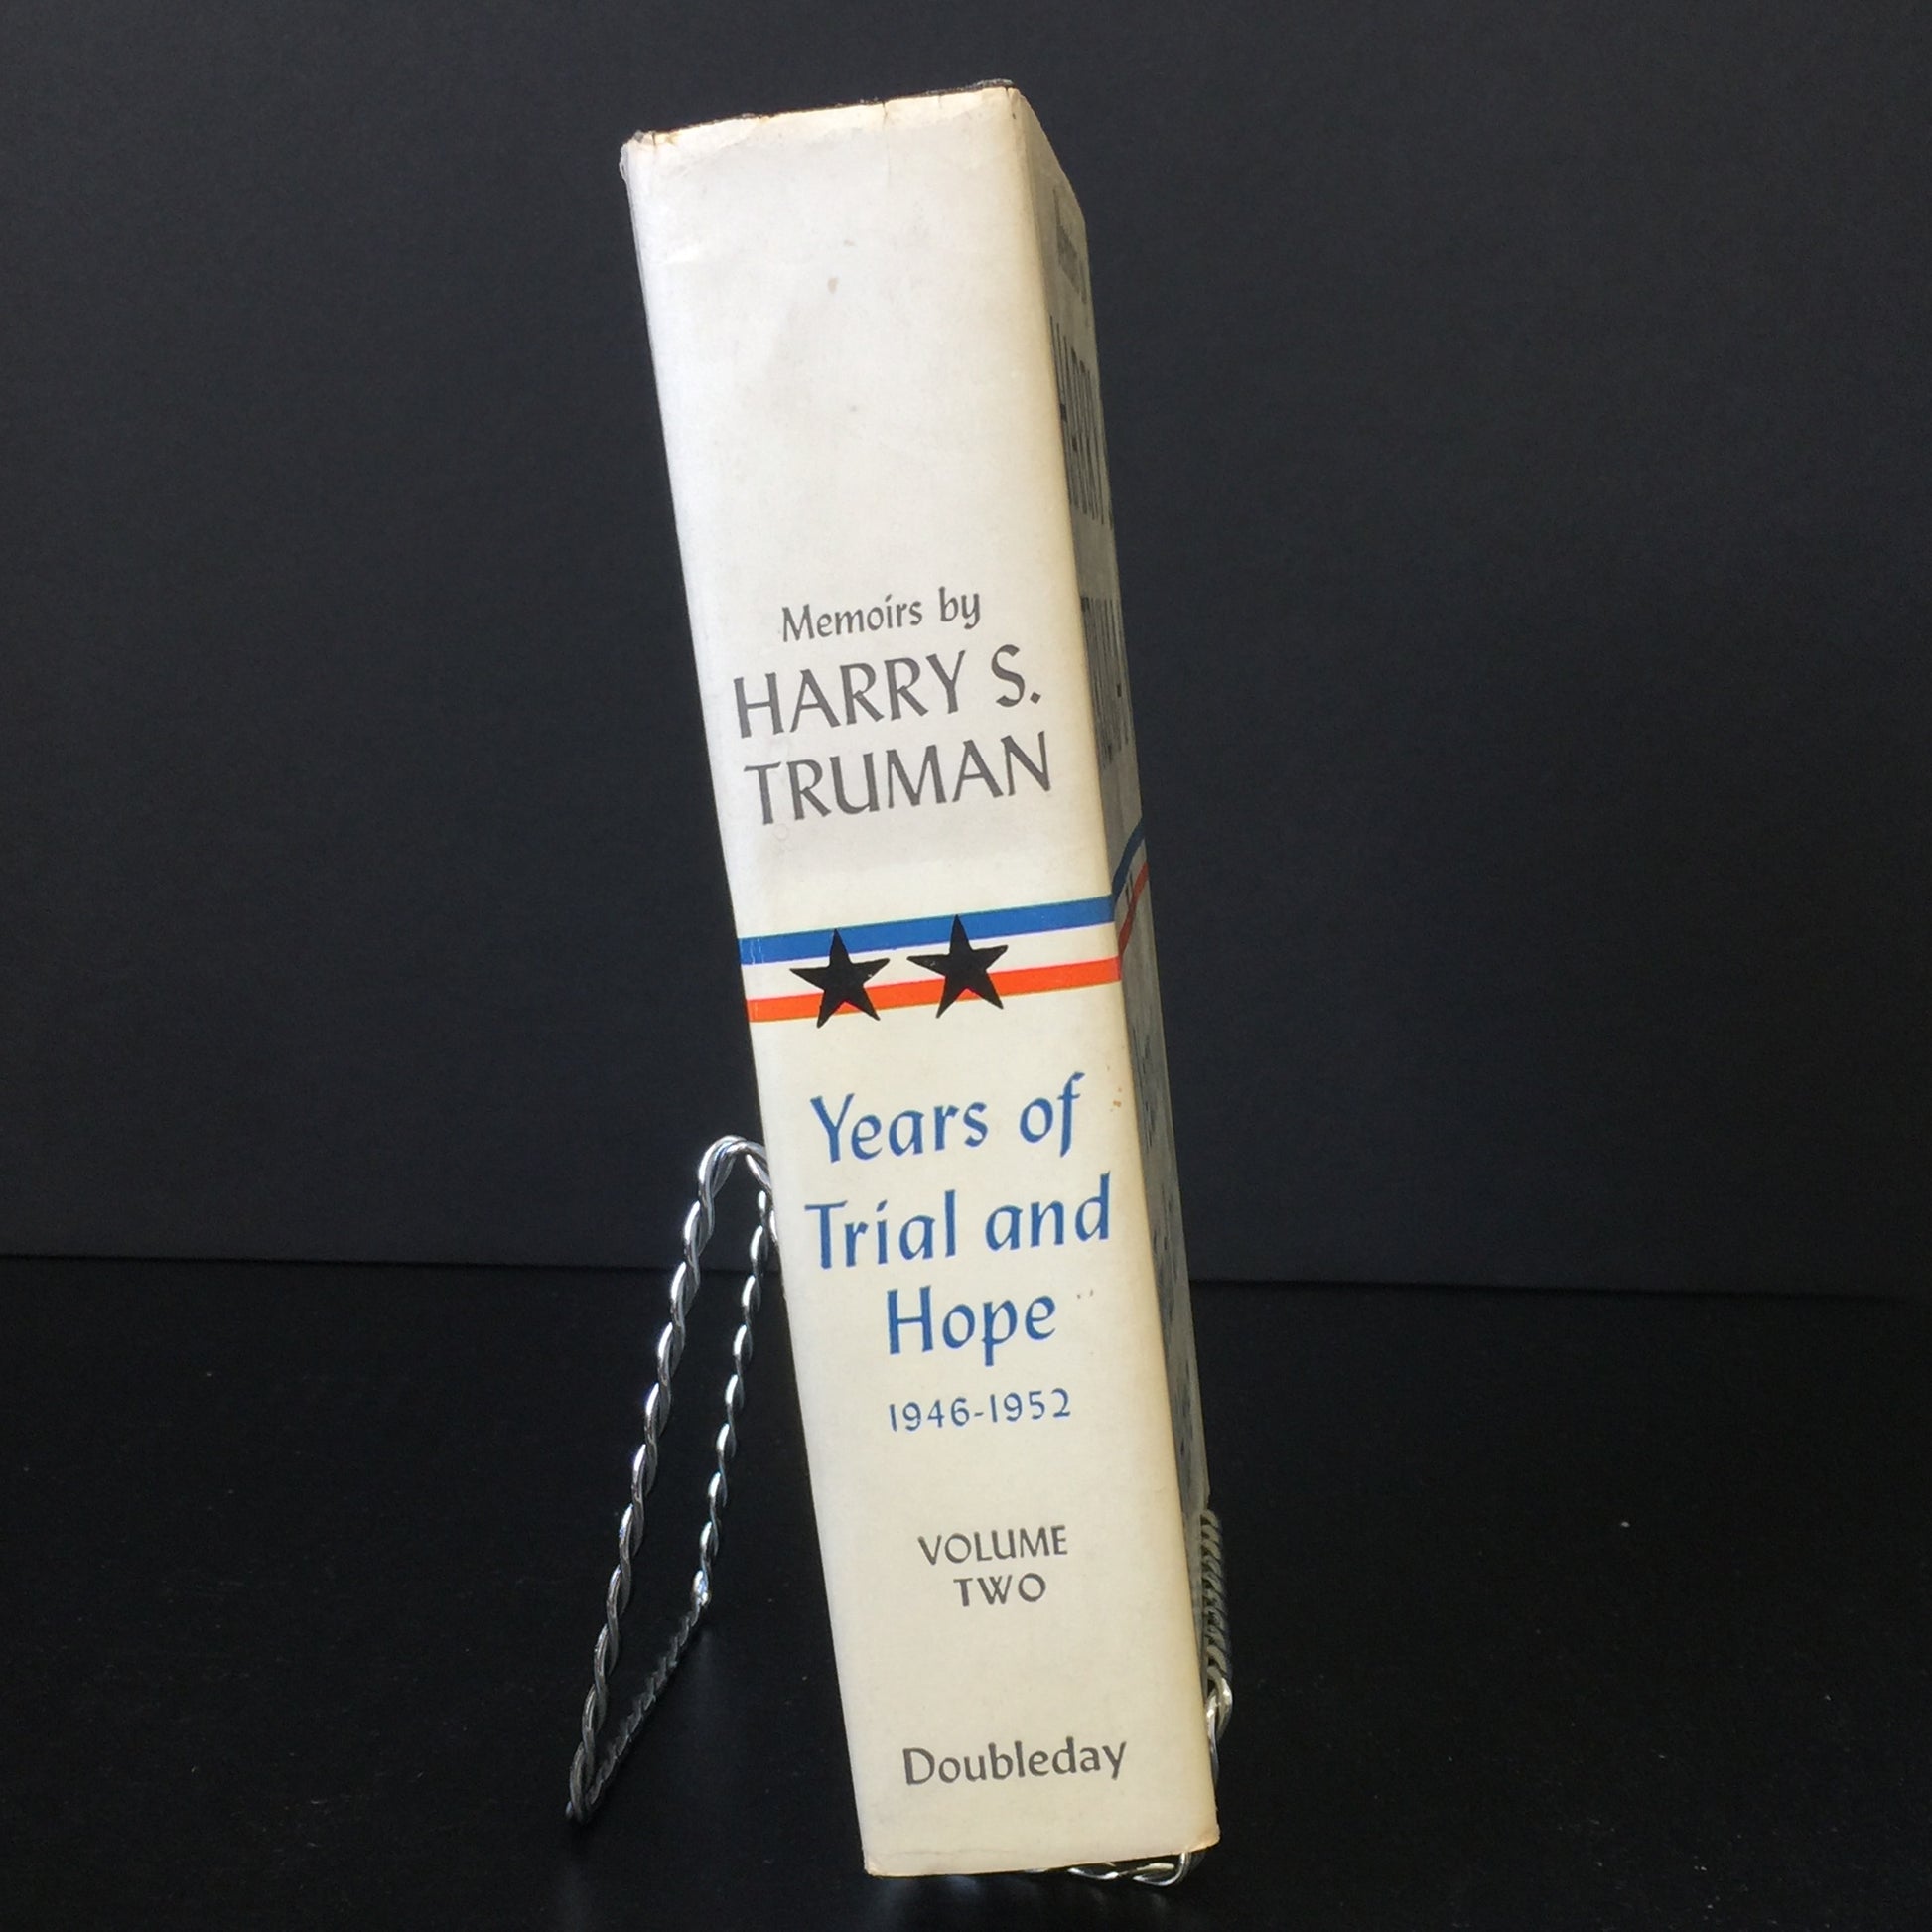 Memoirs by
HARRY S.
TRUMAN
Years of
Trial and
Hope
1946-1952
VOLUME
TWO
Doubleday